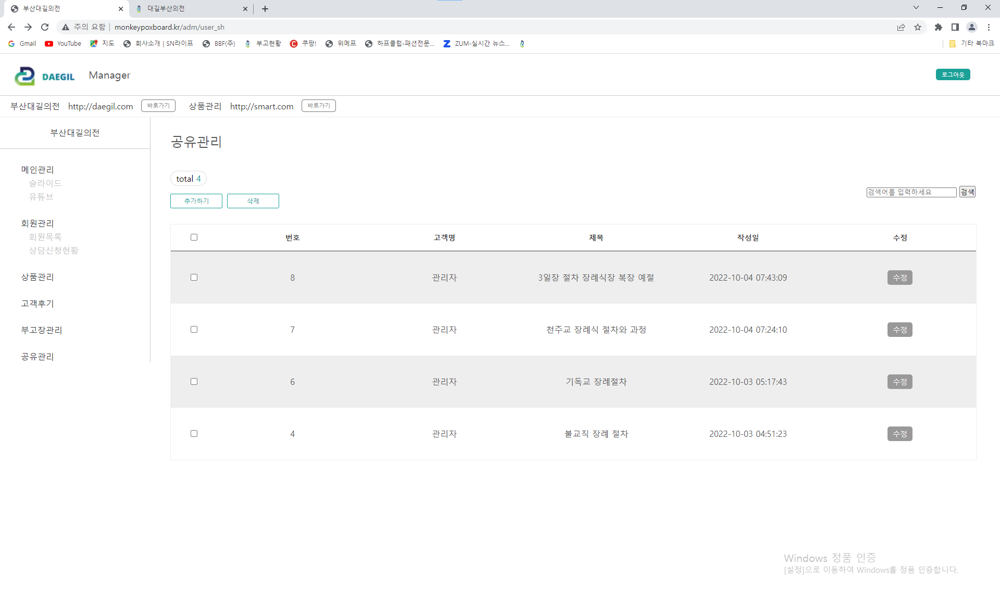 부산대길의전
대길부산의전
주의 요함 | monkeypoxboard.kr/adm/user_sh
Gmail YouTube 지도 회사소개 | SN라이프 BBF(주) 부고현황 쿠팡! 위메프 하프클럽-패션전문... ZUM-실시간 뉴스... 기타 북마크
DAEGIL Manager 로그아웃
부산대길의전 http://daegil.com 바로가기 상품관리 http://smart.com 바로가기
부산대길의전
메인관리
슬라이드
유튜브
회원관리
회원목록
상담신청현황
상품관리
고객후기
부고장관리
공유관리
공유관리
total 4
추가하기 삭제
검색어를 입력하세요 검색
번호 고객명 제목 작성일 수정
8 관리자 3일장 절차 장례식장 복장 예절 2022-10-04 07:43:09 수정
7 관리자 천주교 장례식 절차와 과정 2022-10-04 07:24:10 수정
6 관리자 기독교 장례절차 2022-10-03 05:17:43 수정
4 관리자 불교직 장례 절차 2022-10-03 04:51:23 수정
Windows 정품 인증
[설정]으로 이동하여 Windows를 정품 인증합니다.